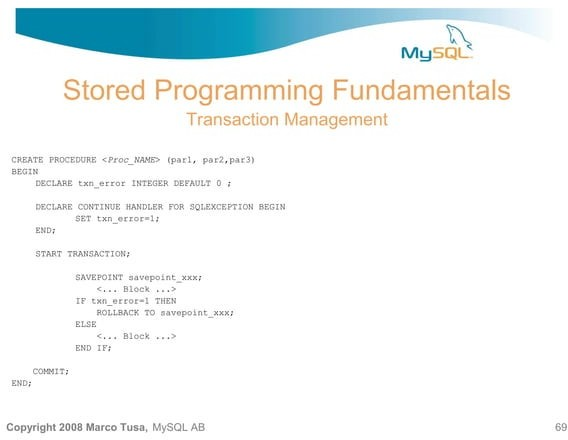 MySQL
Stored Programming Fundamentals
Transaction Management
CREATE PROCEDURE <Proc_NAME> (par1, par2,par3)
BEGIN
DECLARE txn_error INTEGER DEFAULT 0 ;
DECLARE CONTINUE HANDLER FOR SQLEXCEPTION BEGIN
SET txn_error=1;
END;
START TRANSACTION;
SAVEPOINT savepoint_xxx;
<... Block ...>
IF txn_error=1 THEN
ROLLBACK TO savepoint_xxx;
ELSE
<... Block ...>
END IF;
COMMIT;
END;
Copyright 2008 Marco Tusa, MySQL AB
69